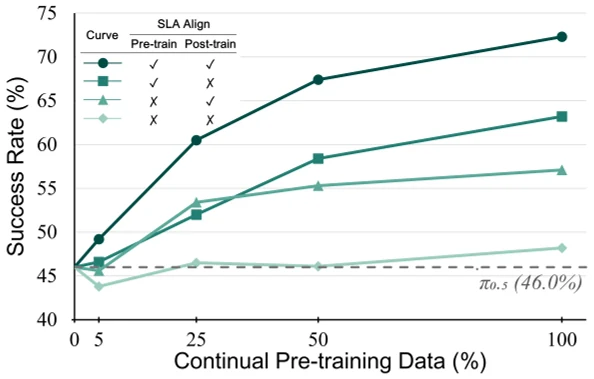 75
70
65
60
55
50
45
40
Success Rate (%)
Curve
SLA Align
Pre-train Post-train
✓ ✓
✓ ✗
✗ ✓
✗ ✗
π₀.₅ (46.0%)
0 5 25 50 100
Continual Pre-training Data (%)